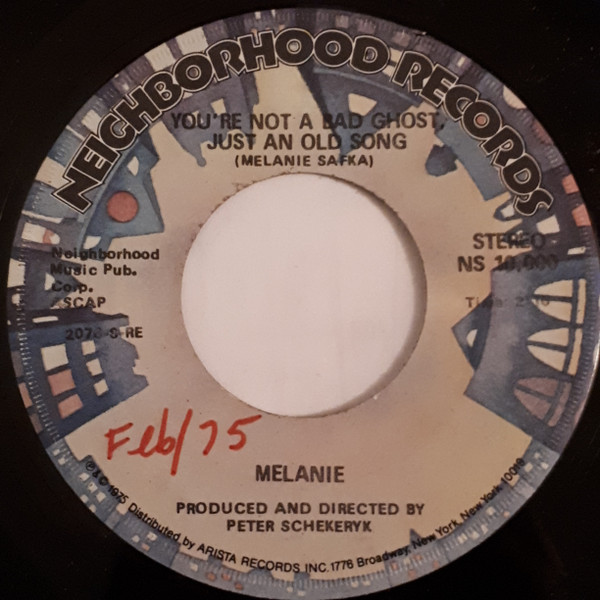 NEIGHBORHOOD RECORDS
YOU'RE NOT A BAD GHOST,
JUST AN OLD SONG
(MELANIE SAFKA)
Neighborhood
Music Pub.
Corp.
ASCAP
STEREO
NS 10,000
Feb/75
MELANIE
PRODUCED AND DIRECTED BY
PETER SCHEKERYK
℗ & © 1975 Distributed by ARISTA RECORDS INC. 1776 Broadway, New York, New York 10019